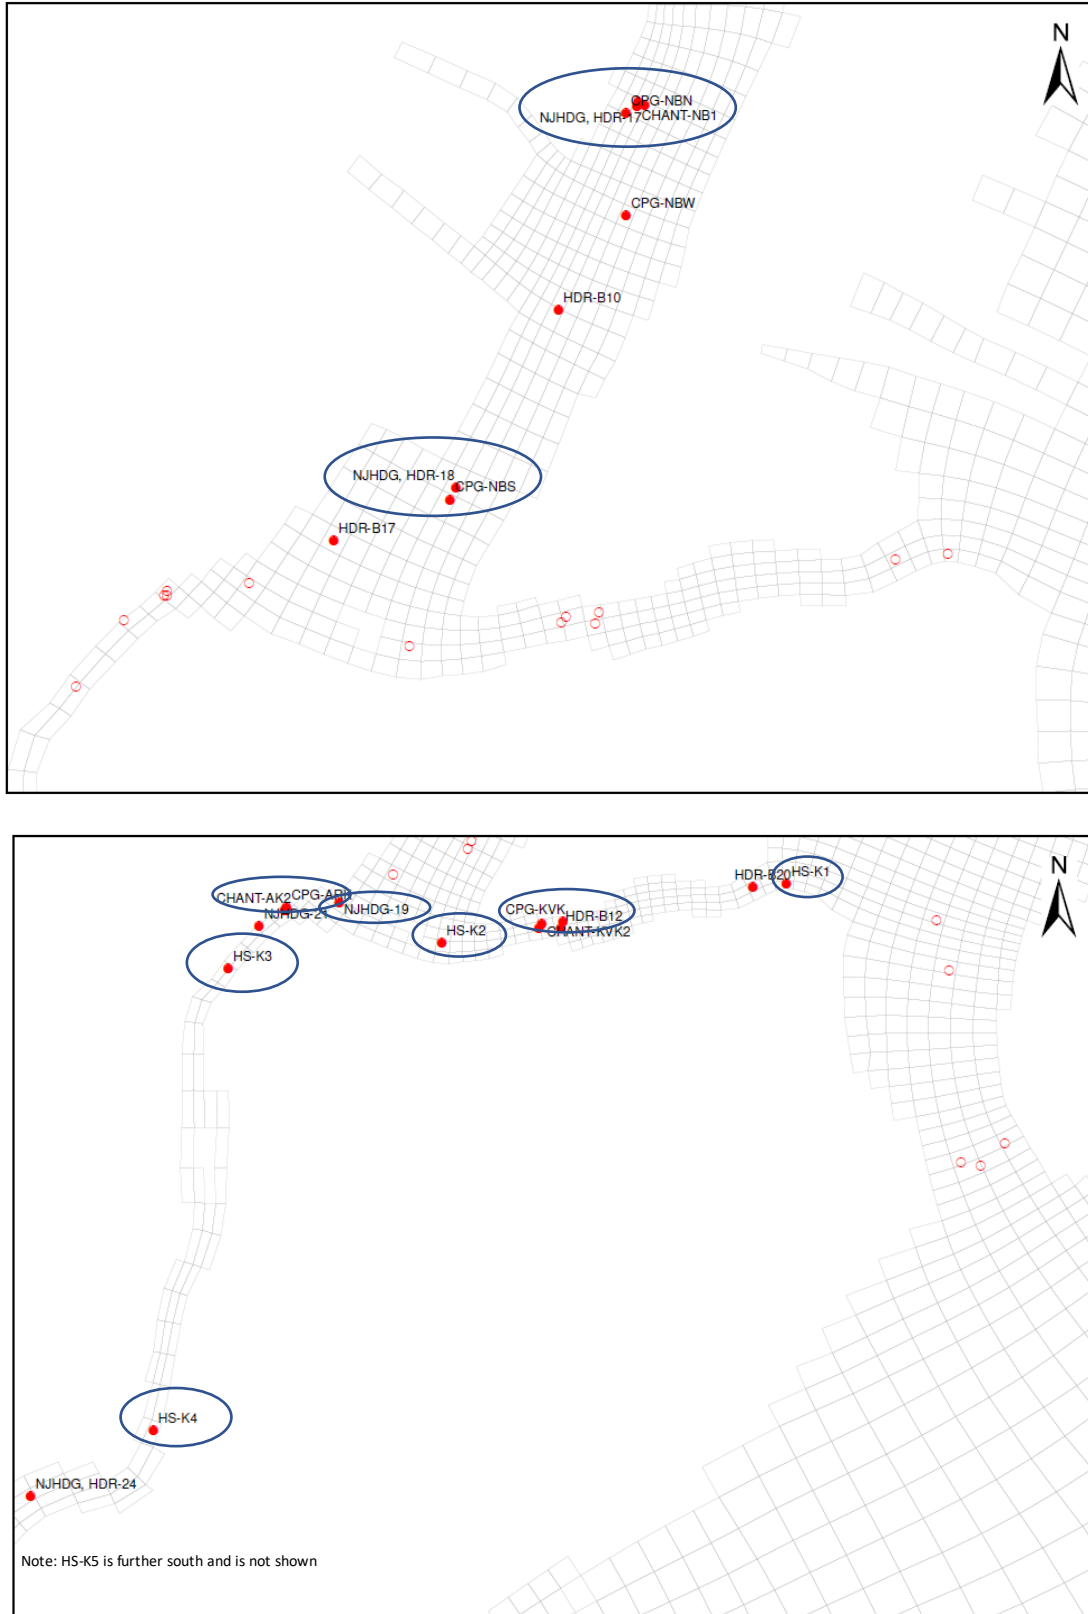 N
CPG-NBN
NJHDG, HDR-17
CHANT-NB1
CPG-NBW
HDR-B10
NJHDG, HDR-18
CPG-NBS
HDR-B17
N
HDR-B20
HS-K1
CHANT-AK2
CPG-ARK
NJHDG-19
NJHDG-21
CPG-KVK
HDR-B12
CHANT-KVK2
HS-K2
HS-K3
HS-K4
NJHDG, HDR-24
Note: HS-K5 is further south and is not shown